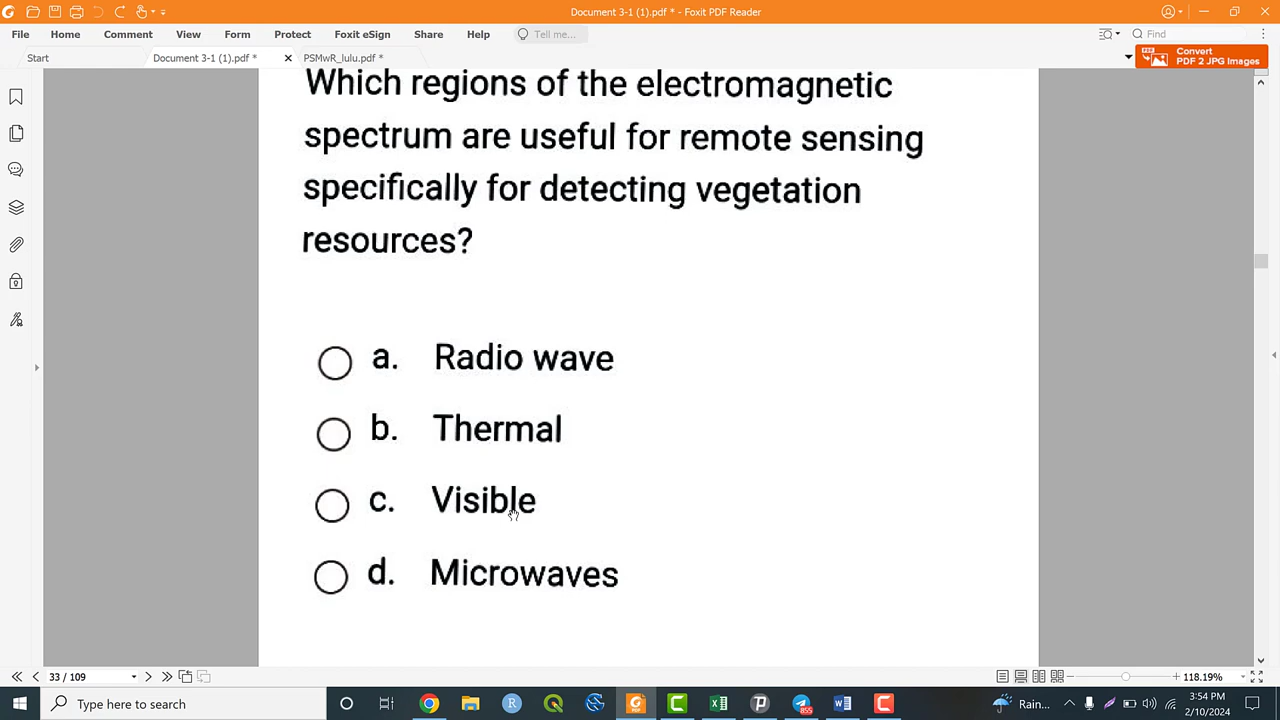 Document 3-1 (1).pdf * - Foxit PDF Reader
File Home Comment View Form Protect Foxit eSign Share Help Tell me... Find
Start Document 3-1 (1).pdf * PSMwR_lulu.pdf * Convert
PDF 2 JPG Images
Which regions of the electromagnetic
spectrum are useful for remote sensing
specifically for detecting vegetation
resources?
a. Radio wave
b. Thermal
c. Visible
d. Microwaves
33 / 109 118.19%
Type here to search 855 Rain... 3:54 PM
2/10/2024